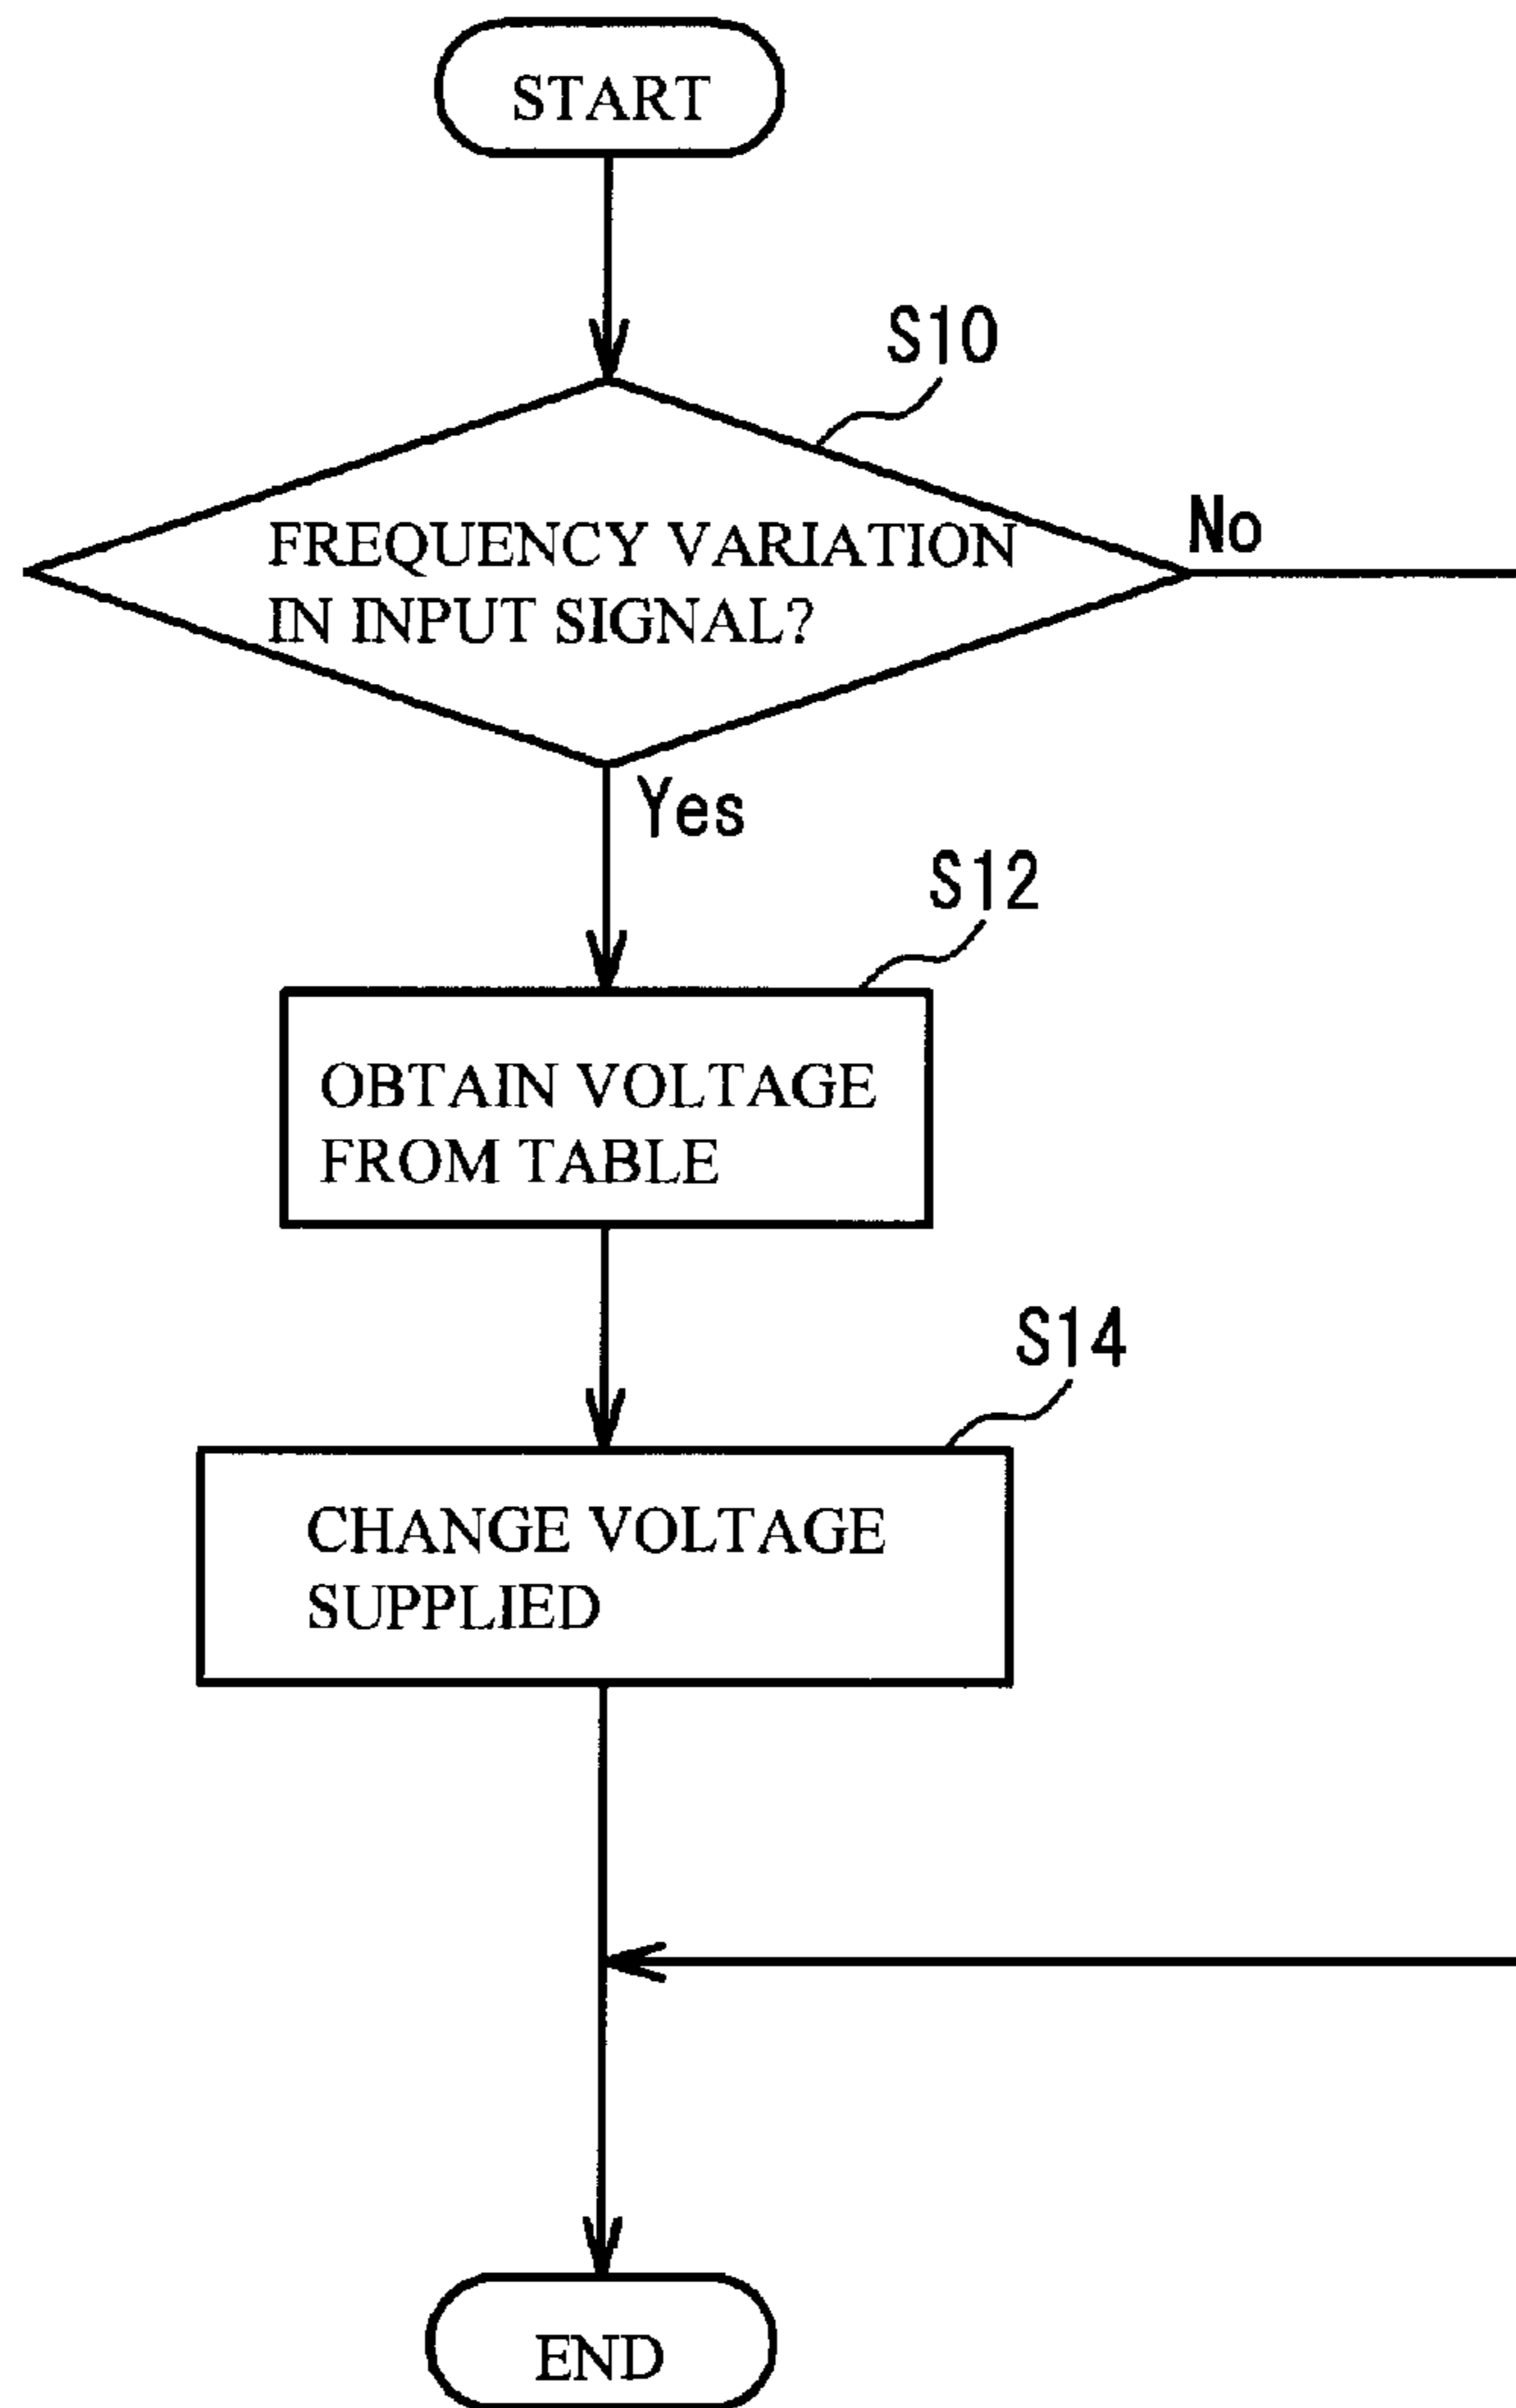 START
S10
FREQUENCY VARIATION
IN INPUT SIGNAL?
No
Yes
S12
OBTAIN VOLTAGE
FROM TABLE
S14
CHANGE VOLTAGE
SUPPLIED
END